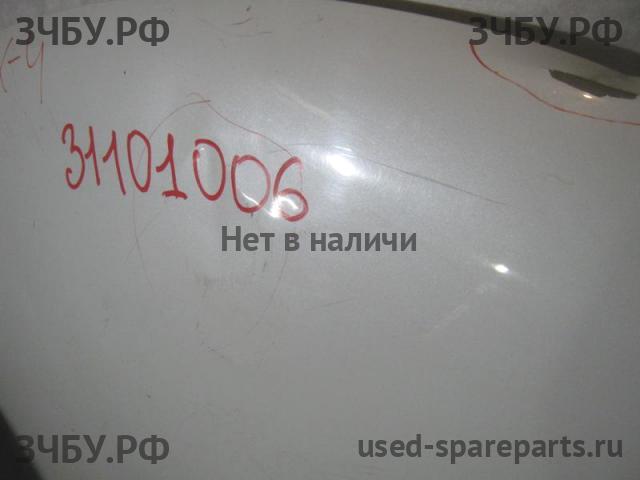 ЗЧБУ.РФ ЗЧБУ.РФ
х-ч
31101006
Нет в наличи
ЗЧБУ.РФ used-spareparts.ru